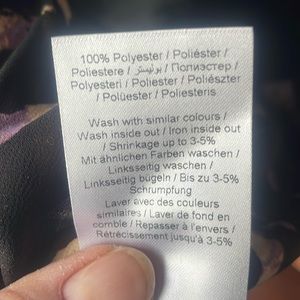 100% Polyester / Poliéster /
Poliestere / بوليستر / Полиэстер /
Polyesteri / Poliester / Poliészter
/ Polüester / Poliesteris
Wash with similar colours /
Wash inside out / Iron inside out
/ Shrinkage up to 3-5%
Mit ähnlichen Farben waschen /
Linksseitig waschen /
Linksseitig bügeln / Bis zu 3-5%
Schrumpfung
Laver avec des couleurs
similaires / Laver de fond en
comble / Repasser à l'envers /
Rétrécissement jusqu'à 3-5%